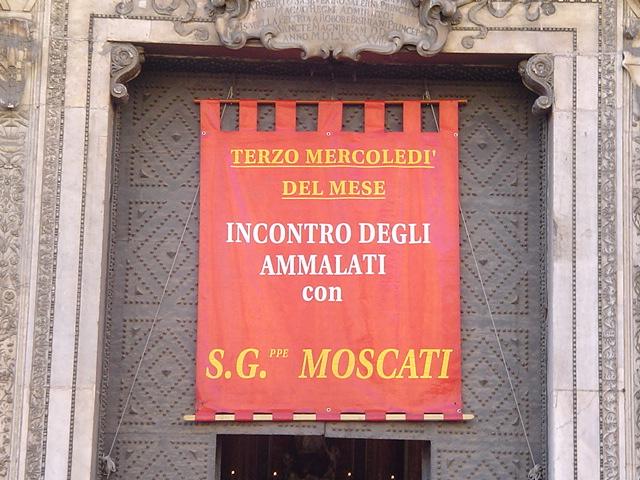 TERZO MERCOLEDI'
DEL MESE
INCONTRO DEGLI
AMMALATI
con
S.G.PPE MOSCATI